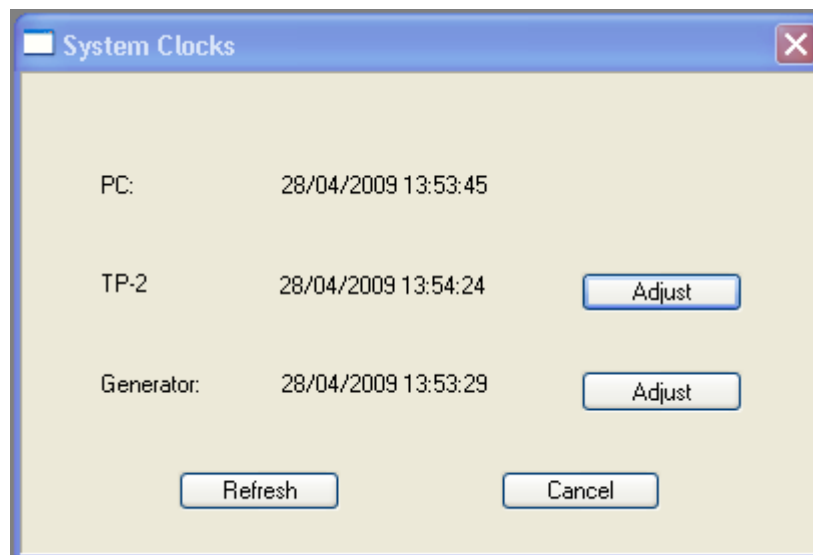 System Clocks
PC: 28/04/2009 13:53:45
TP-2 28/04/2009 13:54:24 Adjust
Generator: 28/04/2009 13:53:29 Adjust
Refresh Cancel